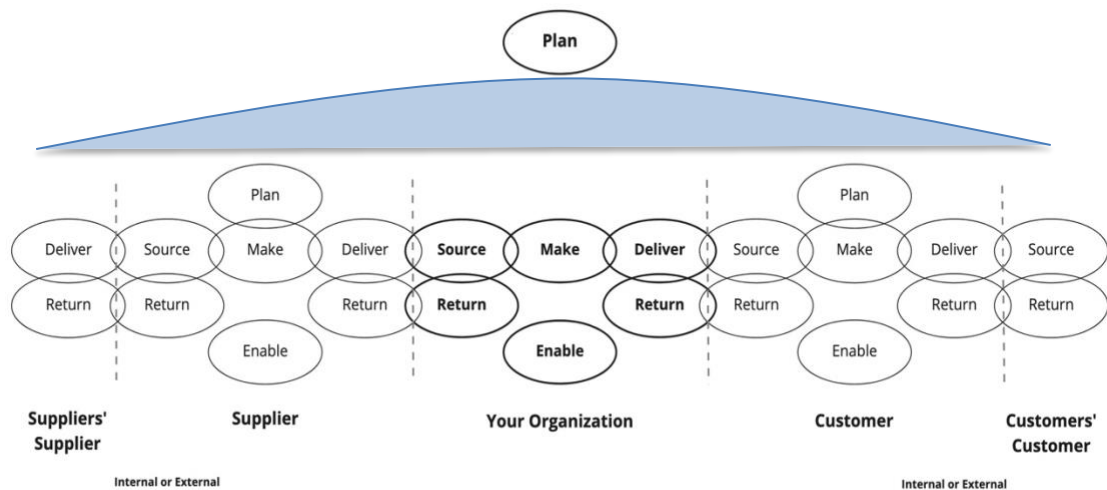 Plan
Plan
Plan
Deliver
Source
Make
Deliver
Source
Make
Deliver
Source
Make
Deliver
Source
Return
Return
Return
Return
Return
Return
Return
Return
Enable
Enable
Enable
Suppliers'
Supplier
Supplier
Your Organization
Customer
Customers'
Customer
Internal or External
Internal or External